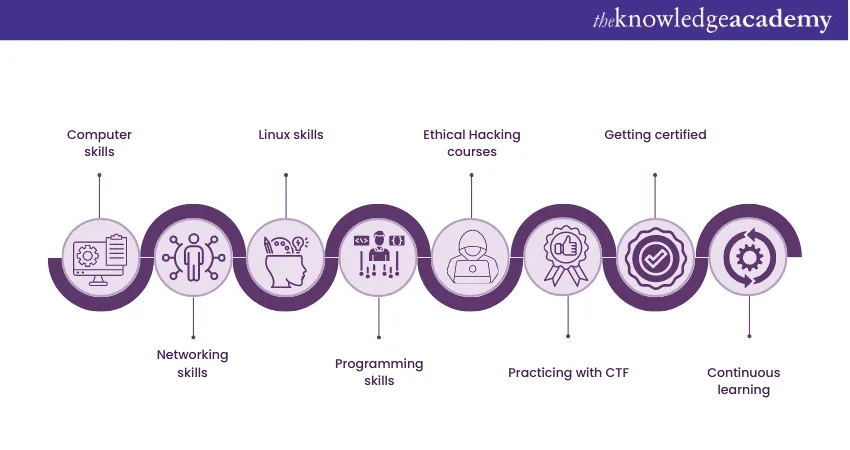 theknowledgeacademy
Computer
skills
Networking
skills
Linux skills
Programming
skills
Ethical Hacking
courses
Practicing with CTF
Getting certified
Continuous
learning